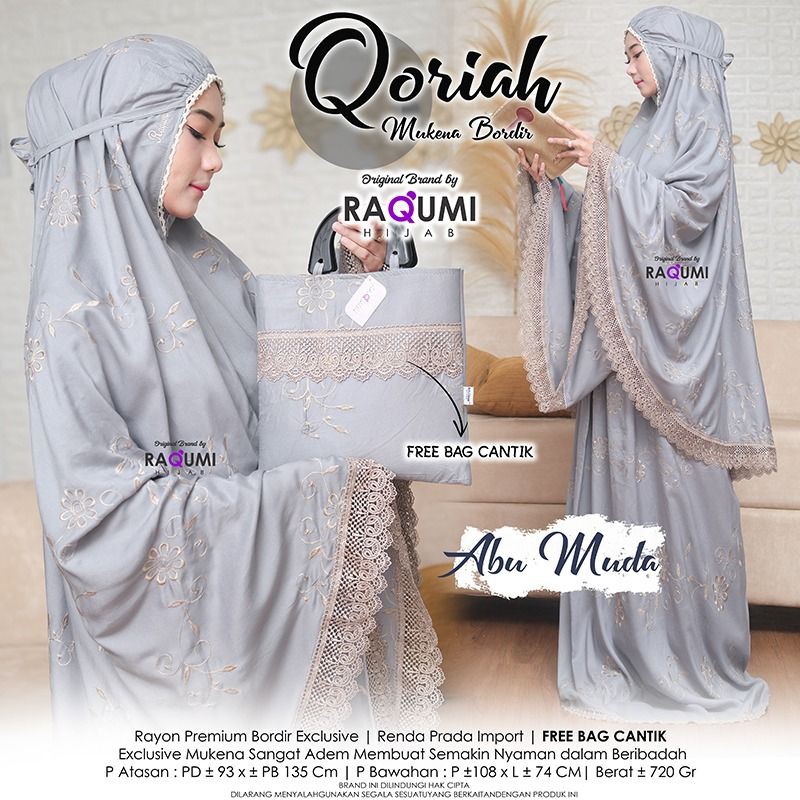 Qoriah
Mukena Bordir
Original Brand by
RAQUMI
HIJAB
Original Brand by
RAQUMI
HIJAB
Original Brand by
RAQUMI
HIJAB
FREE BAG CANTIK
Abu Muda
Rayon Premium Bordir Exclusive | Renda Prada Import | FREE BAG CANTIK
Exclusive Mukena Sangat Adem Membuat Semakin Nyaman dalam Beribadah
P Atasan : PD ± 93 x ± PB 135 Cm | P Bawahan : P ±108 x L ± 74 CM| Berat ± 720 Gr
BRAND INI DILINDUNGI HAK CIPTA
DILARANG MENYALAHGUNAKAN SEGALA SESUATUYANG BERKAITANDENGAN PRODUK INI